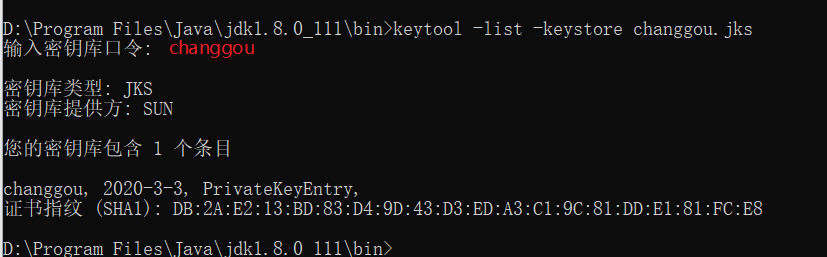 D:\Program Files\Java\jdk1.8.0_111\bin>keytool -list -keystore changgou.jks
输入密钥库口令: changgou
密钥库类型: JKS
密钥库提供方: SUN
您的密钥库包含 1 个条目
changgou, 2020-3-3, PrivateKeyEntry,
证书指纹 (SHA1): DB:2A:E2:13:BD:83:D4:9D:43:D3:ED:A3:C1:9C:81:DD:E1:81:FC:E8
D:\Program Files\Java\jdk1.8.0_111\bin>